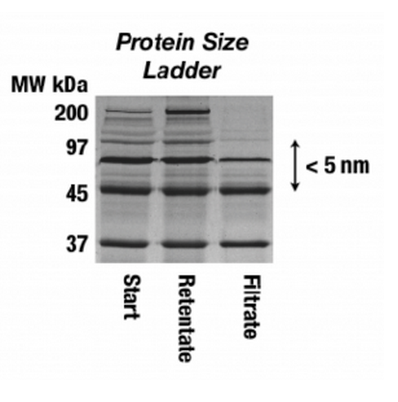 Protein Size
Ladder
MW kDa
200
97
45
37
< 5 nm
Start
Retentate
Filtrate